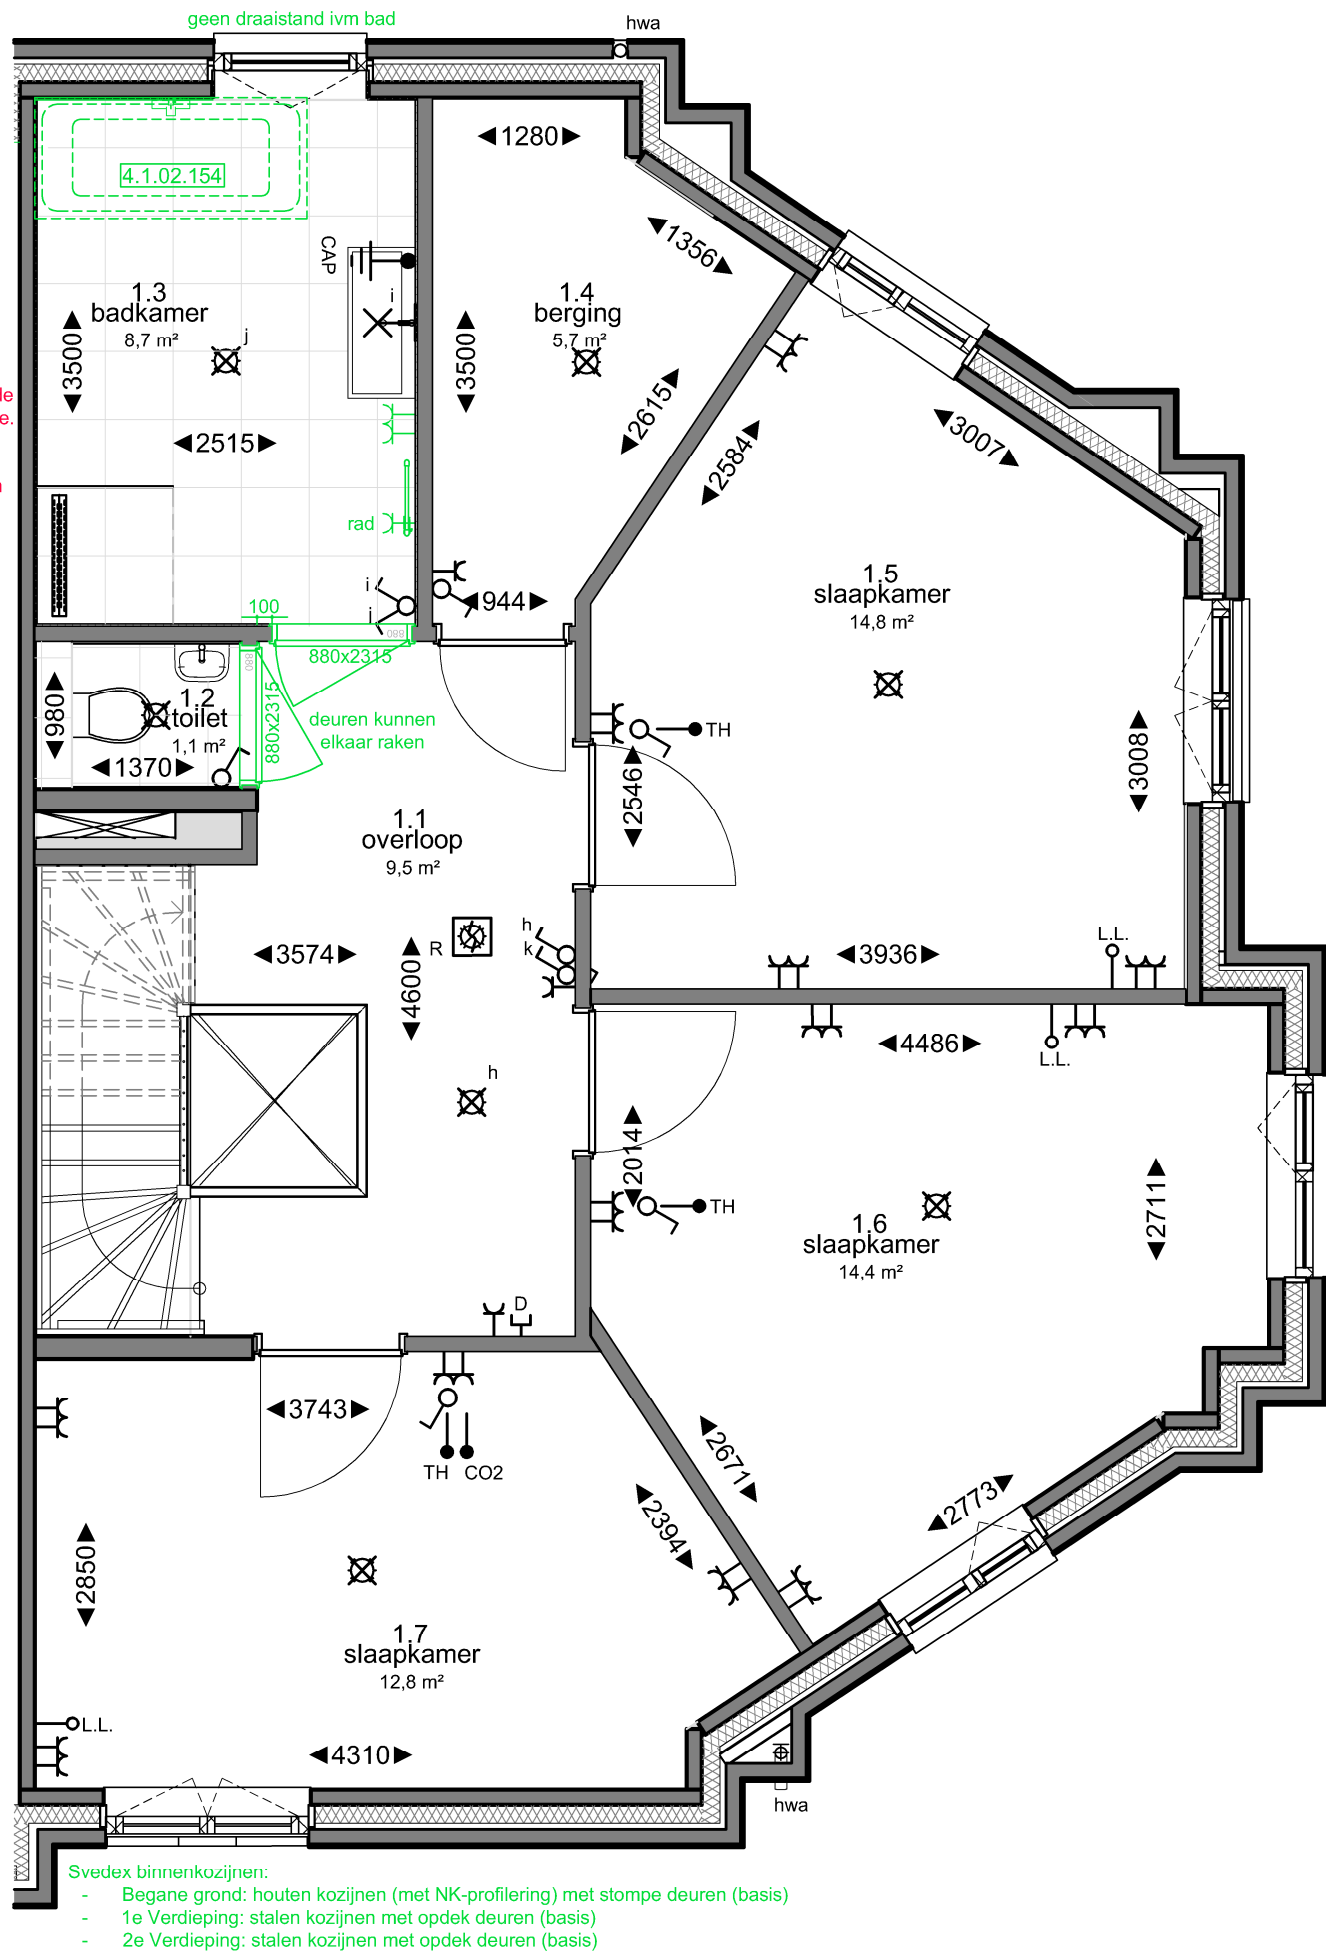 geen draaistand ivm bad
hwa
1280
4.1.02.154
1356
CAP
1.3
badkamer
8,7 m²
i
j
1.4
berging
5,7 m²
3500
3500
2615
2584
3007
de
e.
2515
n
rad
i
j
944
1.5
slaapkamer
14,8 m²
100
880
880x2315
880
880x2315
980
1.2
toilet
1,1 m²
1370
deuren kunnen
elkaar raken
TH
2546
3008
1.1
overloop
9,5 m²
R
h
k
3574
4600
3936
L.L.
4486
L.L.
h
2014
TH
2711
1.6
slaapkamer
14,4 m²
D
3743
TH
CO2
2671
2394
2773
2850
1.7
slaapkamer
12,8 m²
L.L.
4310
hwa
Svedex binnenkozijnen:
- Begane grond: houten kozijnen (met NK-profilering) met stompe deuren (basis)
- 1e Verdieping: stalen kozijnen met opdek deuren (basis)
- 2e Verdieping: stalen kozijnen met opdek deuren (basis)